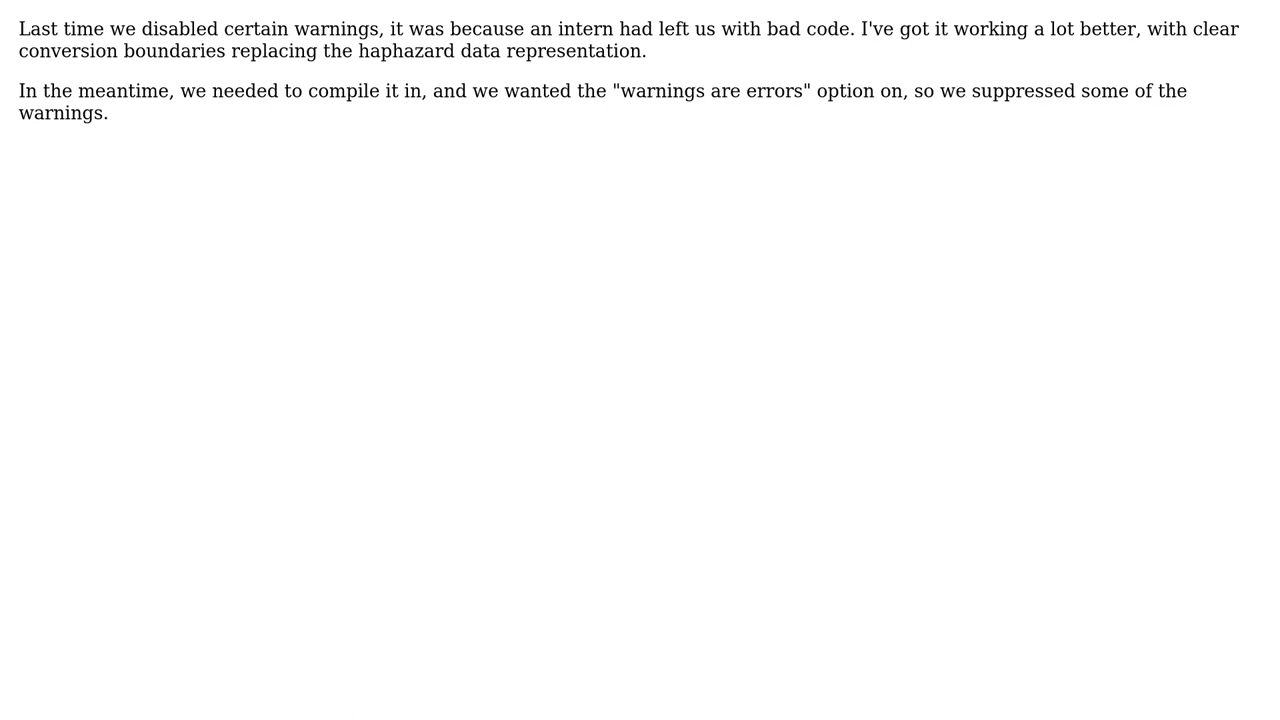 Last time we disabled certain warnings, it was because an intern had left us with bad code. I've got it working a lot better, with clear
conversion boundaries replacing the haphazard data representation.
In the meantime, we needed to compile it in, and we wanted the "warnings are errors" option on, so we suppressed some of the
warnings.